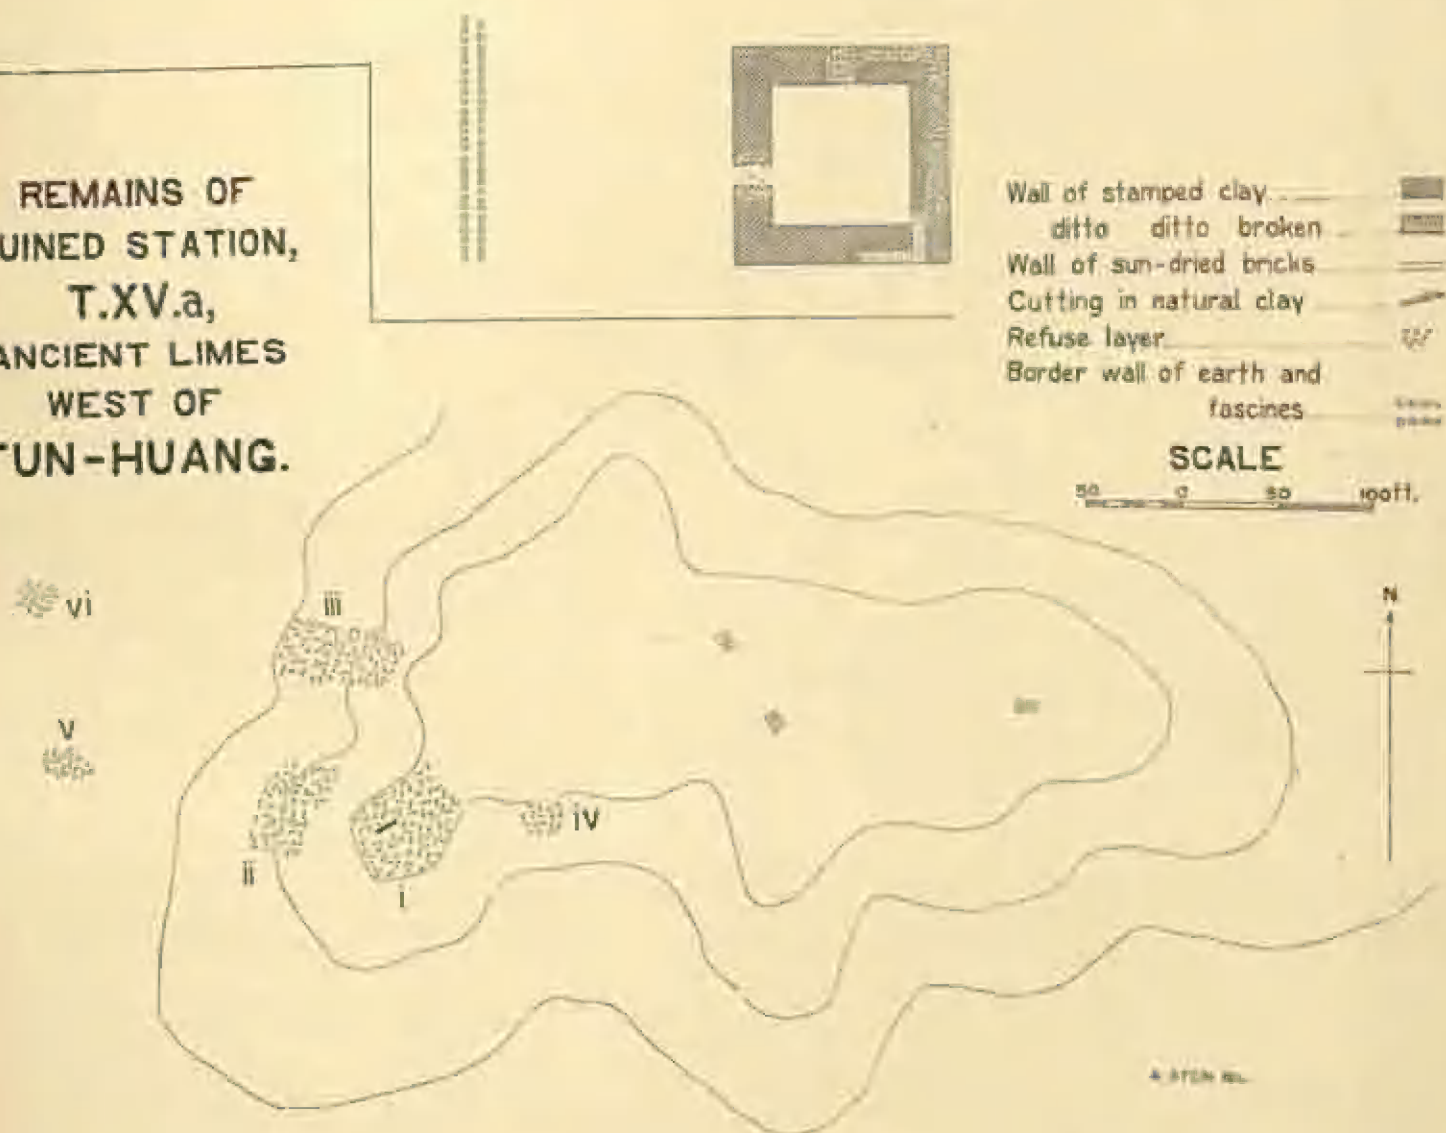 REMAINS OF
UINED STATION,
T.XV.a,
ANCIENT LIMES
WEST OF
TUN-HUANG.
Wall of stamped clay
ditto ditto broken
Wall of sun-dried bricks
Cutting in natural clay
Refuse layer
Border wall of earth and
fascines
SCALE
50 0 50 100ft.
N
vi
iii
v
iv
ii
i
A STEIN